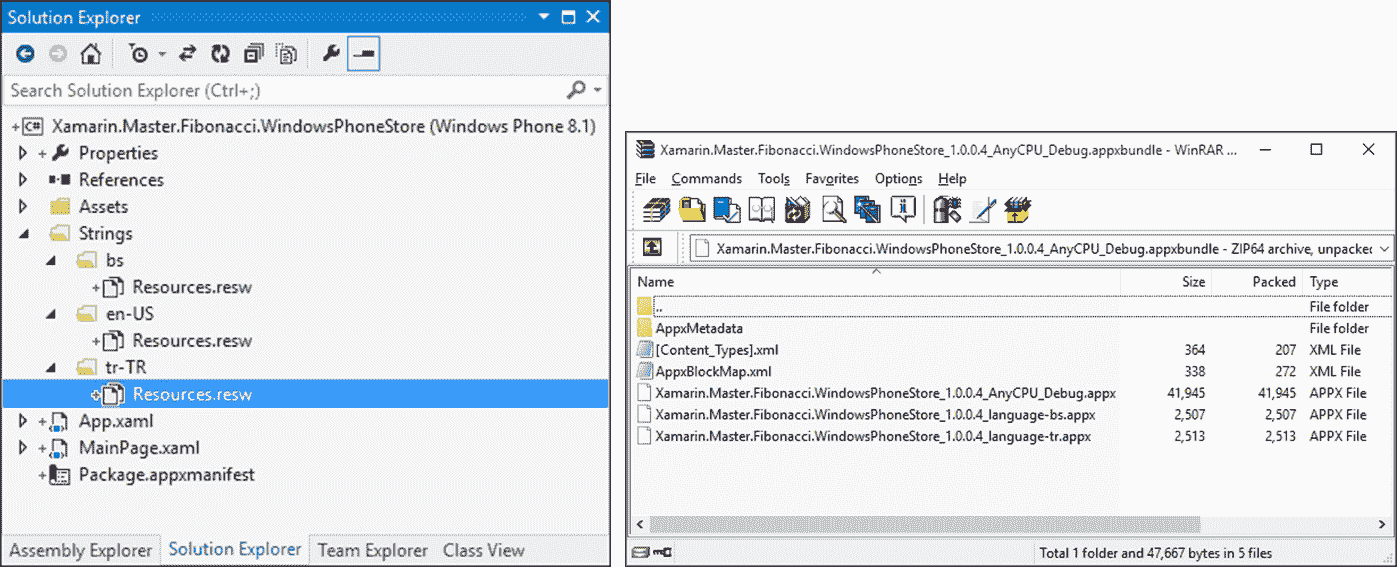 Solution Explorer
Search Solution Explorer (Ctrl+;)
C# Xamarin.Master.Fibonacci.WindowsPhoneStore (Windows Phone 8.1)
Properties
References
Assets
Strings
bs
Resources.resw
en-US
Resources.resw
tr-TR
Resources.resw
App.xaml
MainPage.xaml
Package.appxmanifest
Assembly Explorer Solution Explorer Team Explorer Class View
Xamarin.Master.Fibonacci.WindowsPhoneStore_1.0.0.4_AnyCPU_Debug.appxbundle - WinRAR ...
File Commands Tools Favorites Options Help
Xamarin.Master.Fibonacci.WindowsPhoneStore_1.0.0.4_AnyCPU_Debug.appxbundle - ZIP64 archive, unpacked
Name Size Packed Type
.. File folder
AppxMetadata File folder
[Content_Types].xml 364 207 XML File
AppxBlockMap.xml 338 272 XML File
Xamarin.Master.Fibonacci.WindowsPhoneStore_1.0.0.4_AnyCPU_Debug.appx 41,945 41,945 APPX File
Xamarin.Master.Fibonacci.WindowsPhoneStore_1.0.0.4_language-bs.appx 2,507 2,507 APPX File
Xamarin.Master.Fibonacci.WindowsPhoneStore_1.0.0.4_language-tr.appx 2,513 2,513 APPX File
Total 1 folder and 47,667 bytes in 5 files